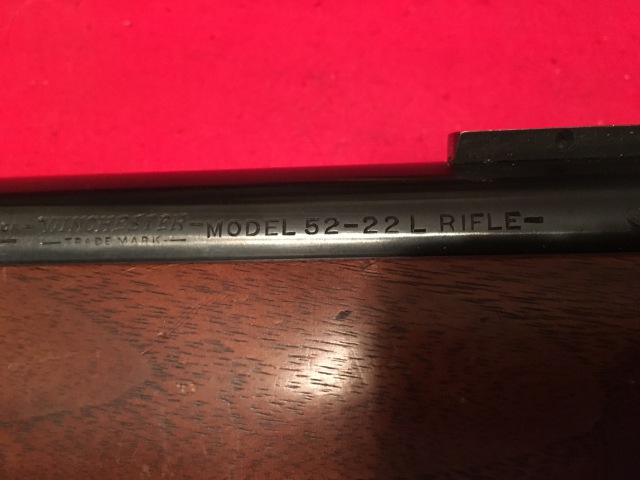 WINCHESTER
TRADE MARK
-MODEL 52-22 L RIFLE-